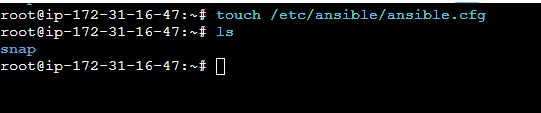 root@ip-172-31-16-47:~# touch /etc/ansible/ansible.cfg
root@ip-172-31-16-47:~# ls
snap
root@ip-172-31-16-47:~#